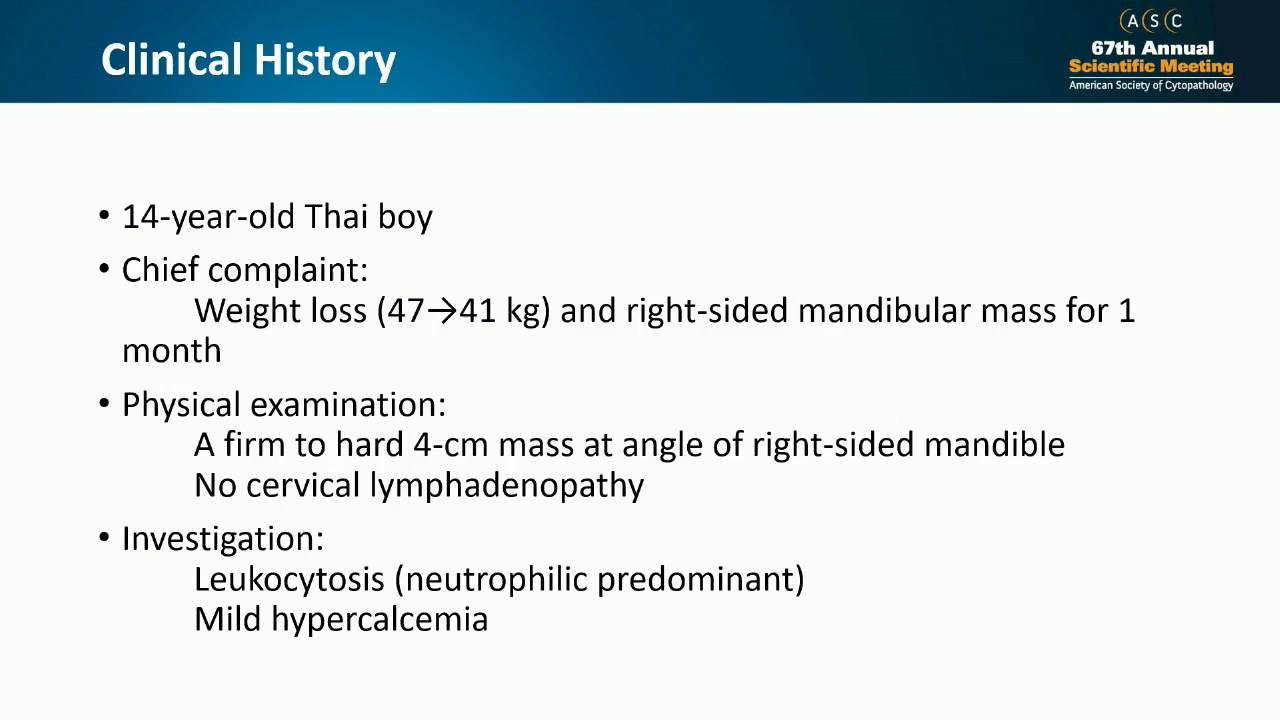 Clinical History
ASC
67th Annual
Scientific Meeting
American Society of Cytopathology
• 14-year-old Thai boy
• Chief complaint:
Weight loss (47→41 kg) and right-sided mandibular mass for 1
month
• Physical examination:
A firm to hard 4-cm mass at angle of right-sided mandible
No cervical lymphadenopathy
• Investigation:
Leukocytosis (neutrophilic predominant)
Mild hypercalcemia